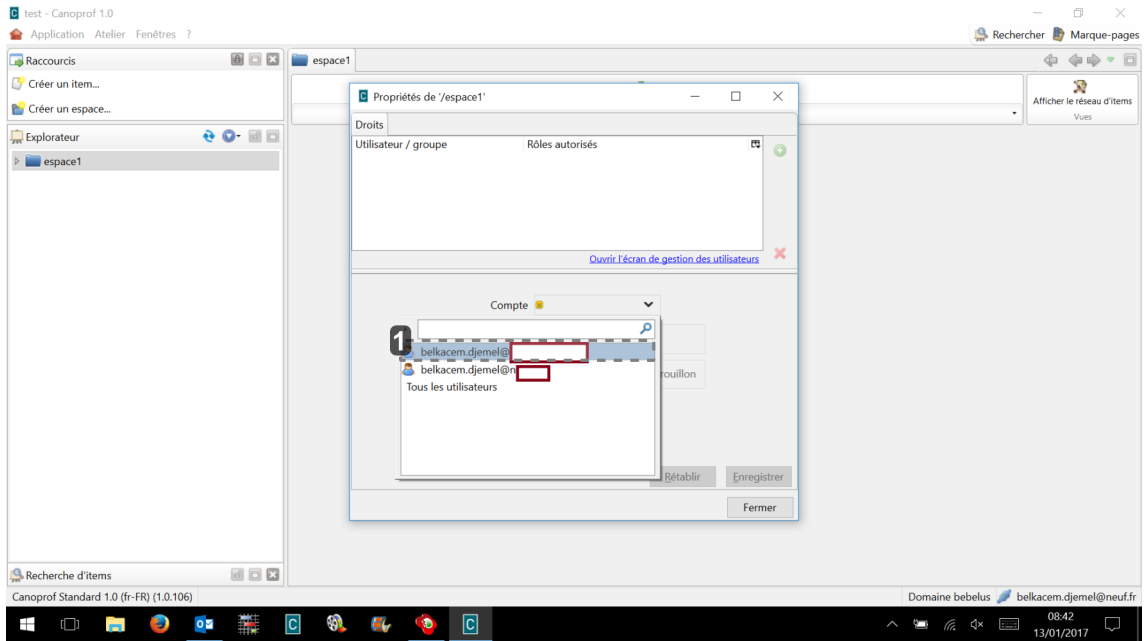 test - Canoprof 1.0
Application Atelier Fenêtres ?
Rechercher Marque-pages
Raccourcis
espace1
Créer un item...
Créer un espace...
Afficher le réseau d'items
Vues
Explorateur
espace1
Propriétés de '/espace1'
Droits
Utilisateur / groupe Rôles autorisés
Ouvrir l'écran de gestion des utilisateurs
Compte
1
belkacem.djemel@
belkacem.djemel@n
Tous les utilisateurs
rouillon
Rétablir Enregistrer
Fermer
Recherche d'items
Canoprof Standard 1.0 (fr-FR) (1.0.106)
Domaine bebelus belkacem.djemel@neuf.fr
08:42
13/01/2017